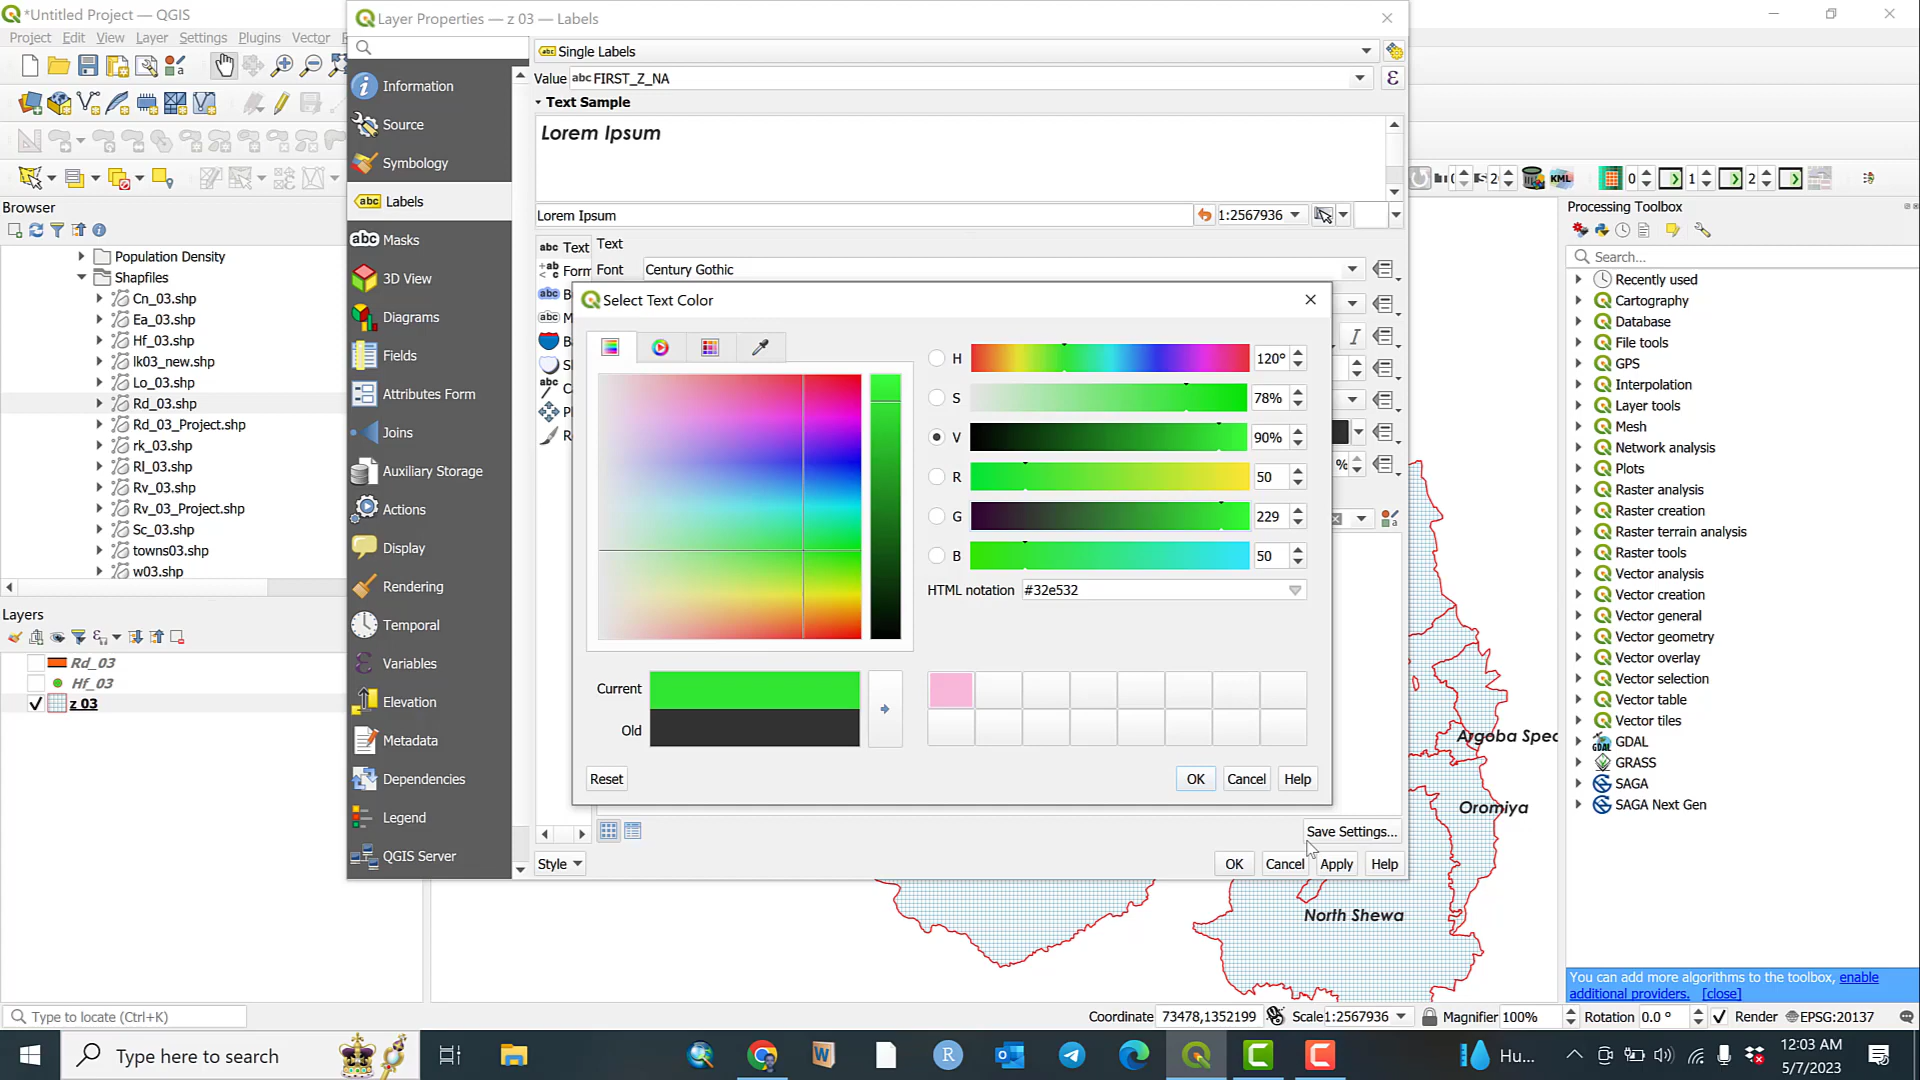 *Untitled Project — QGIS
Project Edit View Layer Settings Plugins Vector
Browser
Population Density
Shapfiles
Cn_03.shp
Ea_03.shp
Hf_03.shp
lk03_new.shp
Lo_03.shp
Rd_03.shp
Rd_03_Project.shp
rk_03.shp
Rl_03.shp
Rv_03.shp
Rv_03_Project.shp
Sc_03.shp
towns03.shp
w03.shp
Layers
Rd_03
Hf_03
z 03
Type to locate (Ctrl+K)
Layer Properties — z 03 — Labels
Information
Source
Symbology
Labels
Masks
3D View
Diagrams
Fields
Attributes Form
Joins
Auxiliary Storage
Actions
Display
Rendering
Temporal
Variables
Elevation
Metadata
Dependencies
Legend
QGIS Server
Single Labels
Value abc FIRST_Z_NA
Text Sample
Lorem Ipsum
Lorem Ipsum
1:2567936
Text
Text
Form
Font Century Gothic
Select Text Color
H 120°
S 78%
V 90%
R 50
G 229
B 50
HTML notation #32e532
Current
Old
Reset
OK Cancel Help
%
Save Settings...
Style
OK Cancel Apply Help
KML 0 1 2
Argoba Spec
Oromiya
North Shewa
Processing Toolbox
Search...
Recently used
Cartography
Database
File tools
GPS
Interpolation
Layer tools
Mesh
Network analysis
Plots
Raster analysis
Raster creation
Raster terrain analysis
Raster tools
Vector analysis
Vector creation
Vector general
Vector geometry
Vector overlay
Vector selection
Vector table
Vector tiles
GDAL
GRASS
SAGA
SAGA Next Gen
You can add more algorithms to the toolbox, enable
additional providers. [close]
Coordinate 73478,1352199 Scale 1:2567936 Magnifier 100% Rotation 0.0 ° Render EPSG:20137
Type here to search
Hu...
12:03 AM
5/7/2023